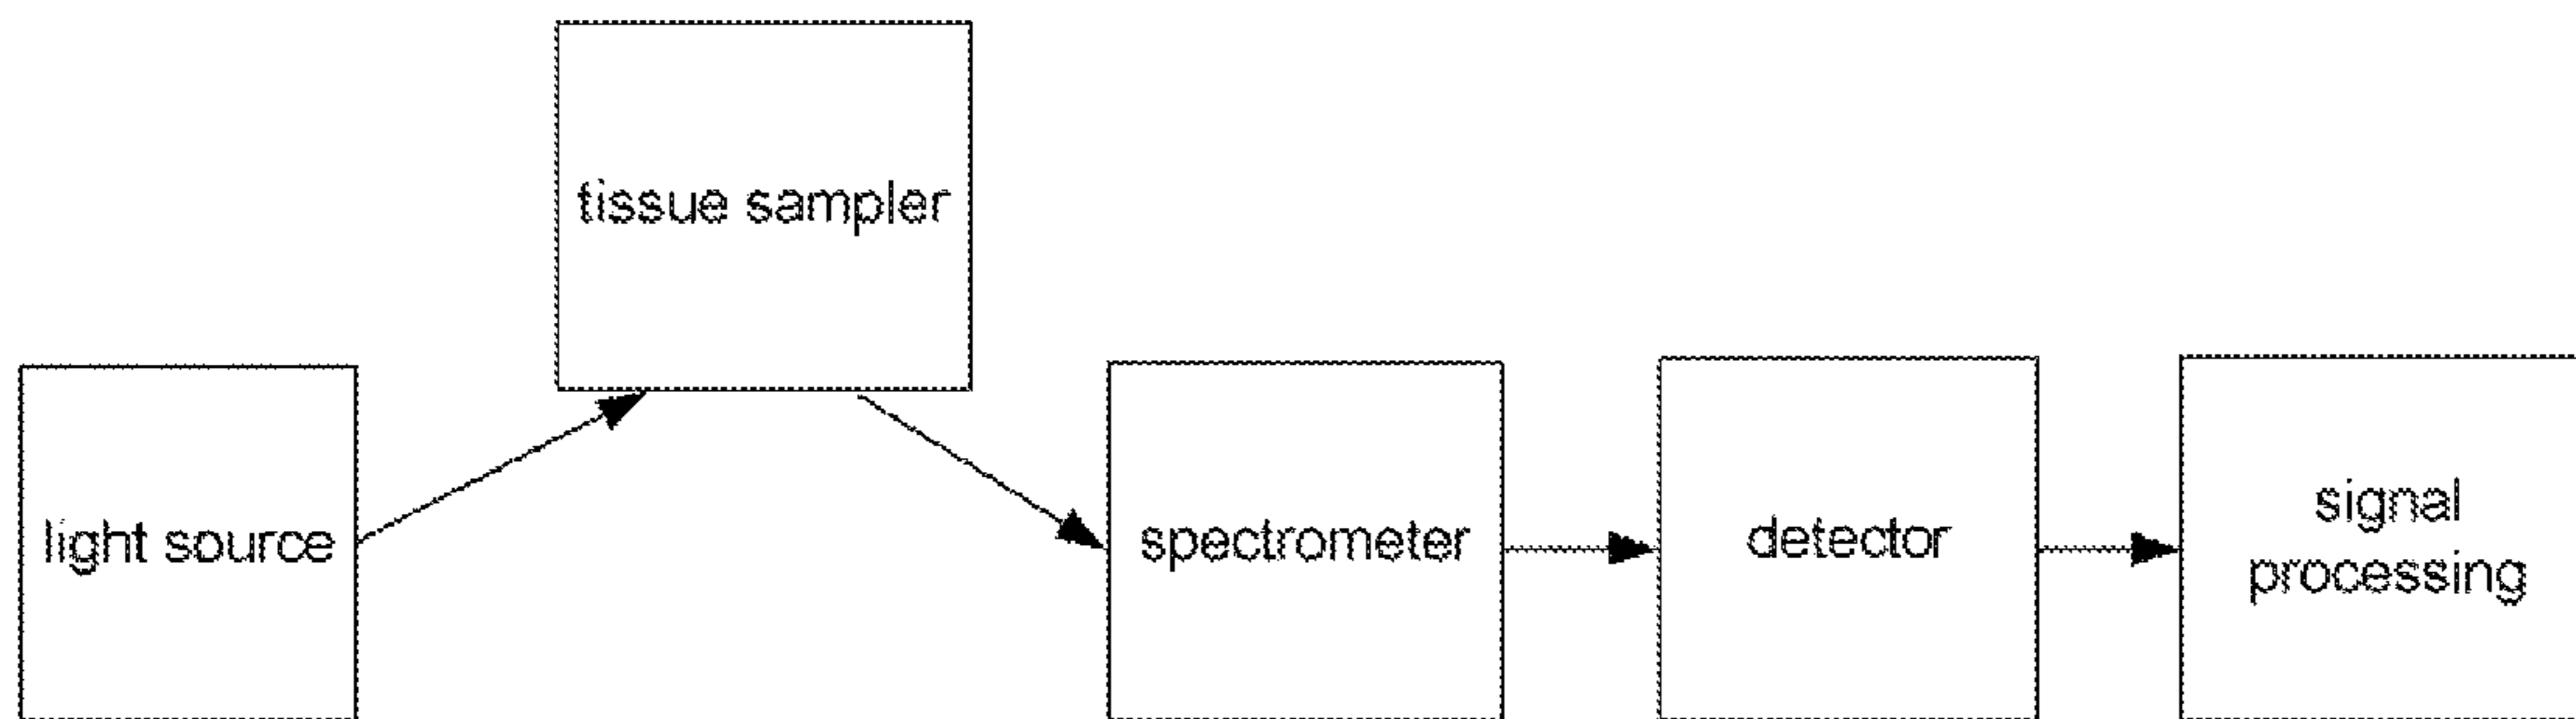 tissue sampler
light source
spectrometer
detector
signal
processing